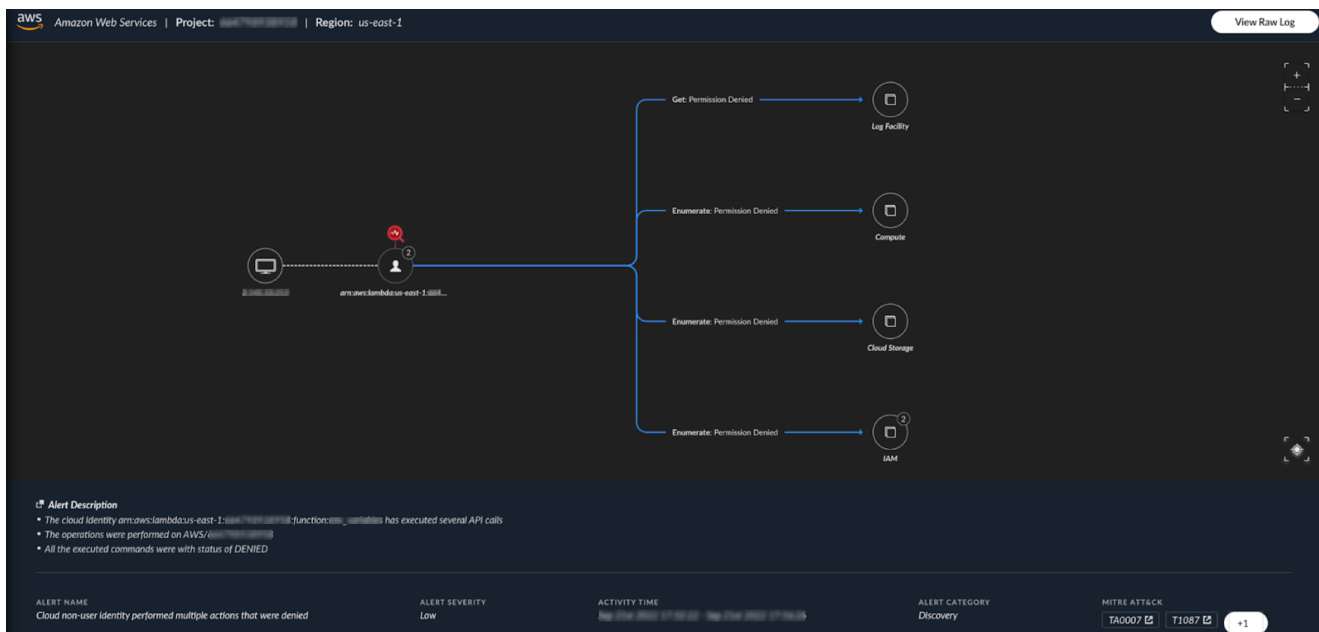 aws Amazon Web Services | Project: | Region: us-east-1
View Raw Log
Get: Permission Denied
Log Facility
Enumerate: Permission Denied
Compute
2
arn:aws:lambda:us-east-1:
Enumerate: Permission Denied
Cloud Storage
Enumerate: Permission Denied
2
IAM
Alert Description
• The cloud identity arn:aws:lambda:us-east-1: :function: has executed several API calls
• The operations were performed on AWS/
• All the executed commands were with status of DENIED
ALERT NAME
Cloud non-user identity performed multiple actions that were denied
ALERT SEVERITY
Low
ACTIVITY TIME
ALERT CATEGORY
Discovery
MITRE ATT&CK
TA0007 T1087 +1